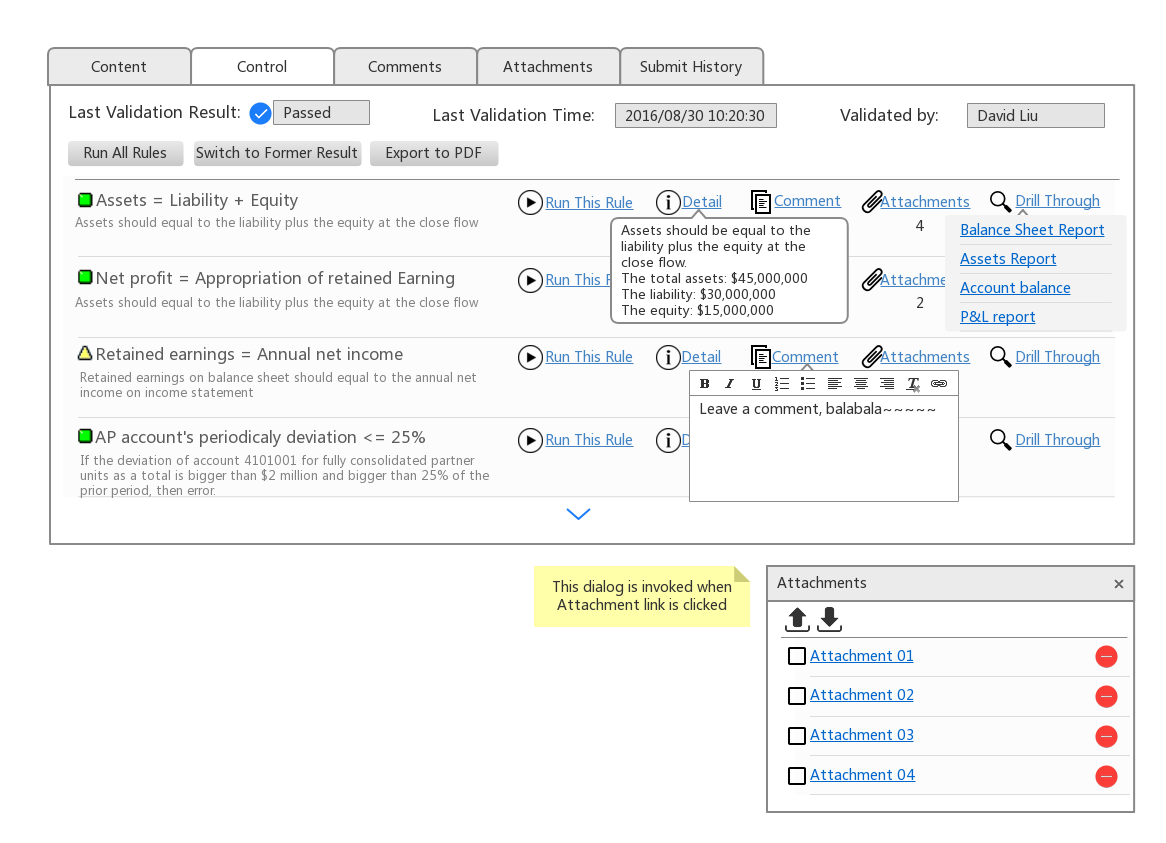 Content Control Comments Attachments Submit History
Last Validation Result: Passed Last Validation Time: 2016/08/30 10:20:30 Validated by: David Liu
Run All Rules Switch to Former Result Export to PDF
Assets = Liability + Equity
Assets should equal to the liability plus the equity at the close flow
Run This Rule Detail Comment Attachments Drill Through
4
Assets should be equal to the
liability plus the equity at the
close flow.
The total assets: $45,000,000
The liability: $30,000,000
The equity: $15,000,000
Balance Sheet Report
Assets Report
Account balance
P&L report
Net profit = Appropriation of retained Earning
Assets should equal to the liability plus the equity at the close flow
Run This
2
Retained earnings = Annual net income
Retained earnings on balance sheet should equal to the annual net
income on income statement
Run This Rule Detail Comment Attachments Drill Through
B I U T
Leave a comment, balabala~~~~~
AP account's periodicaly deviation <= 25%
If the deviation of account 4101001 for fully consolidated partner
units as a total is bigger than $2 million and bigger than 25% of the
prior period, then error.
Run This Rule Drill Through
This dialog is invoked when
Attachment link is clicked
Attachments
Attachment 01
Attachment 02
Attachment 03
Attachment 04